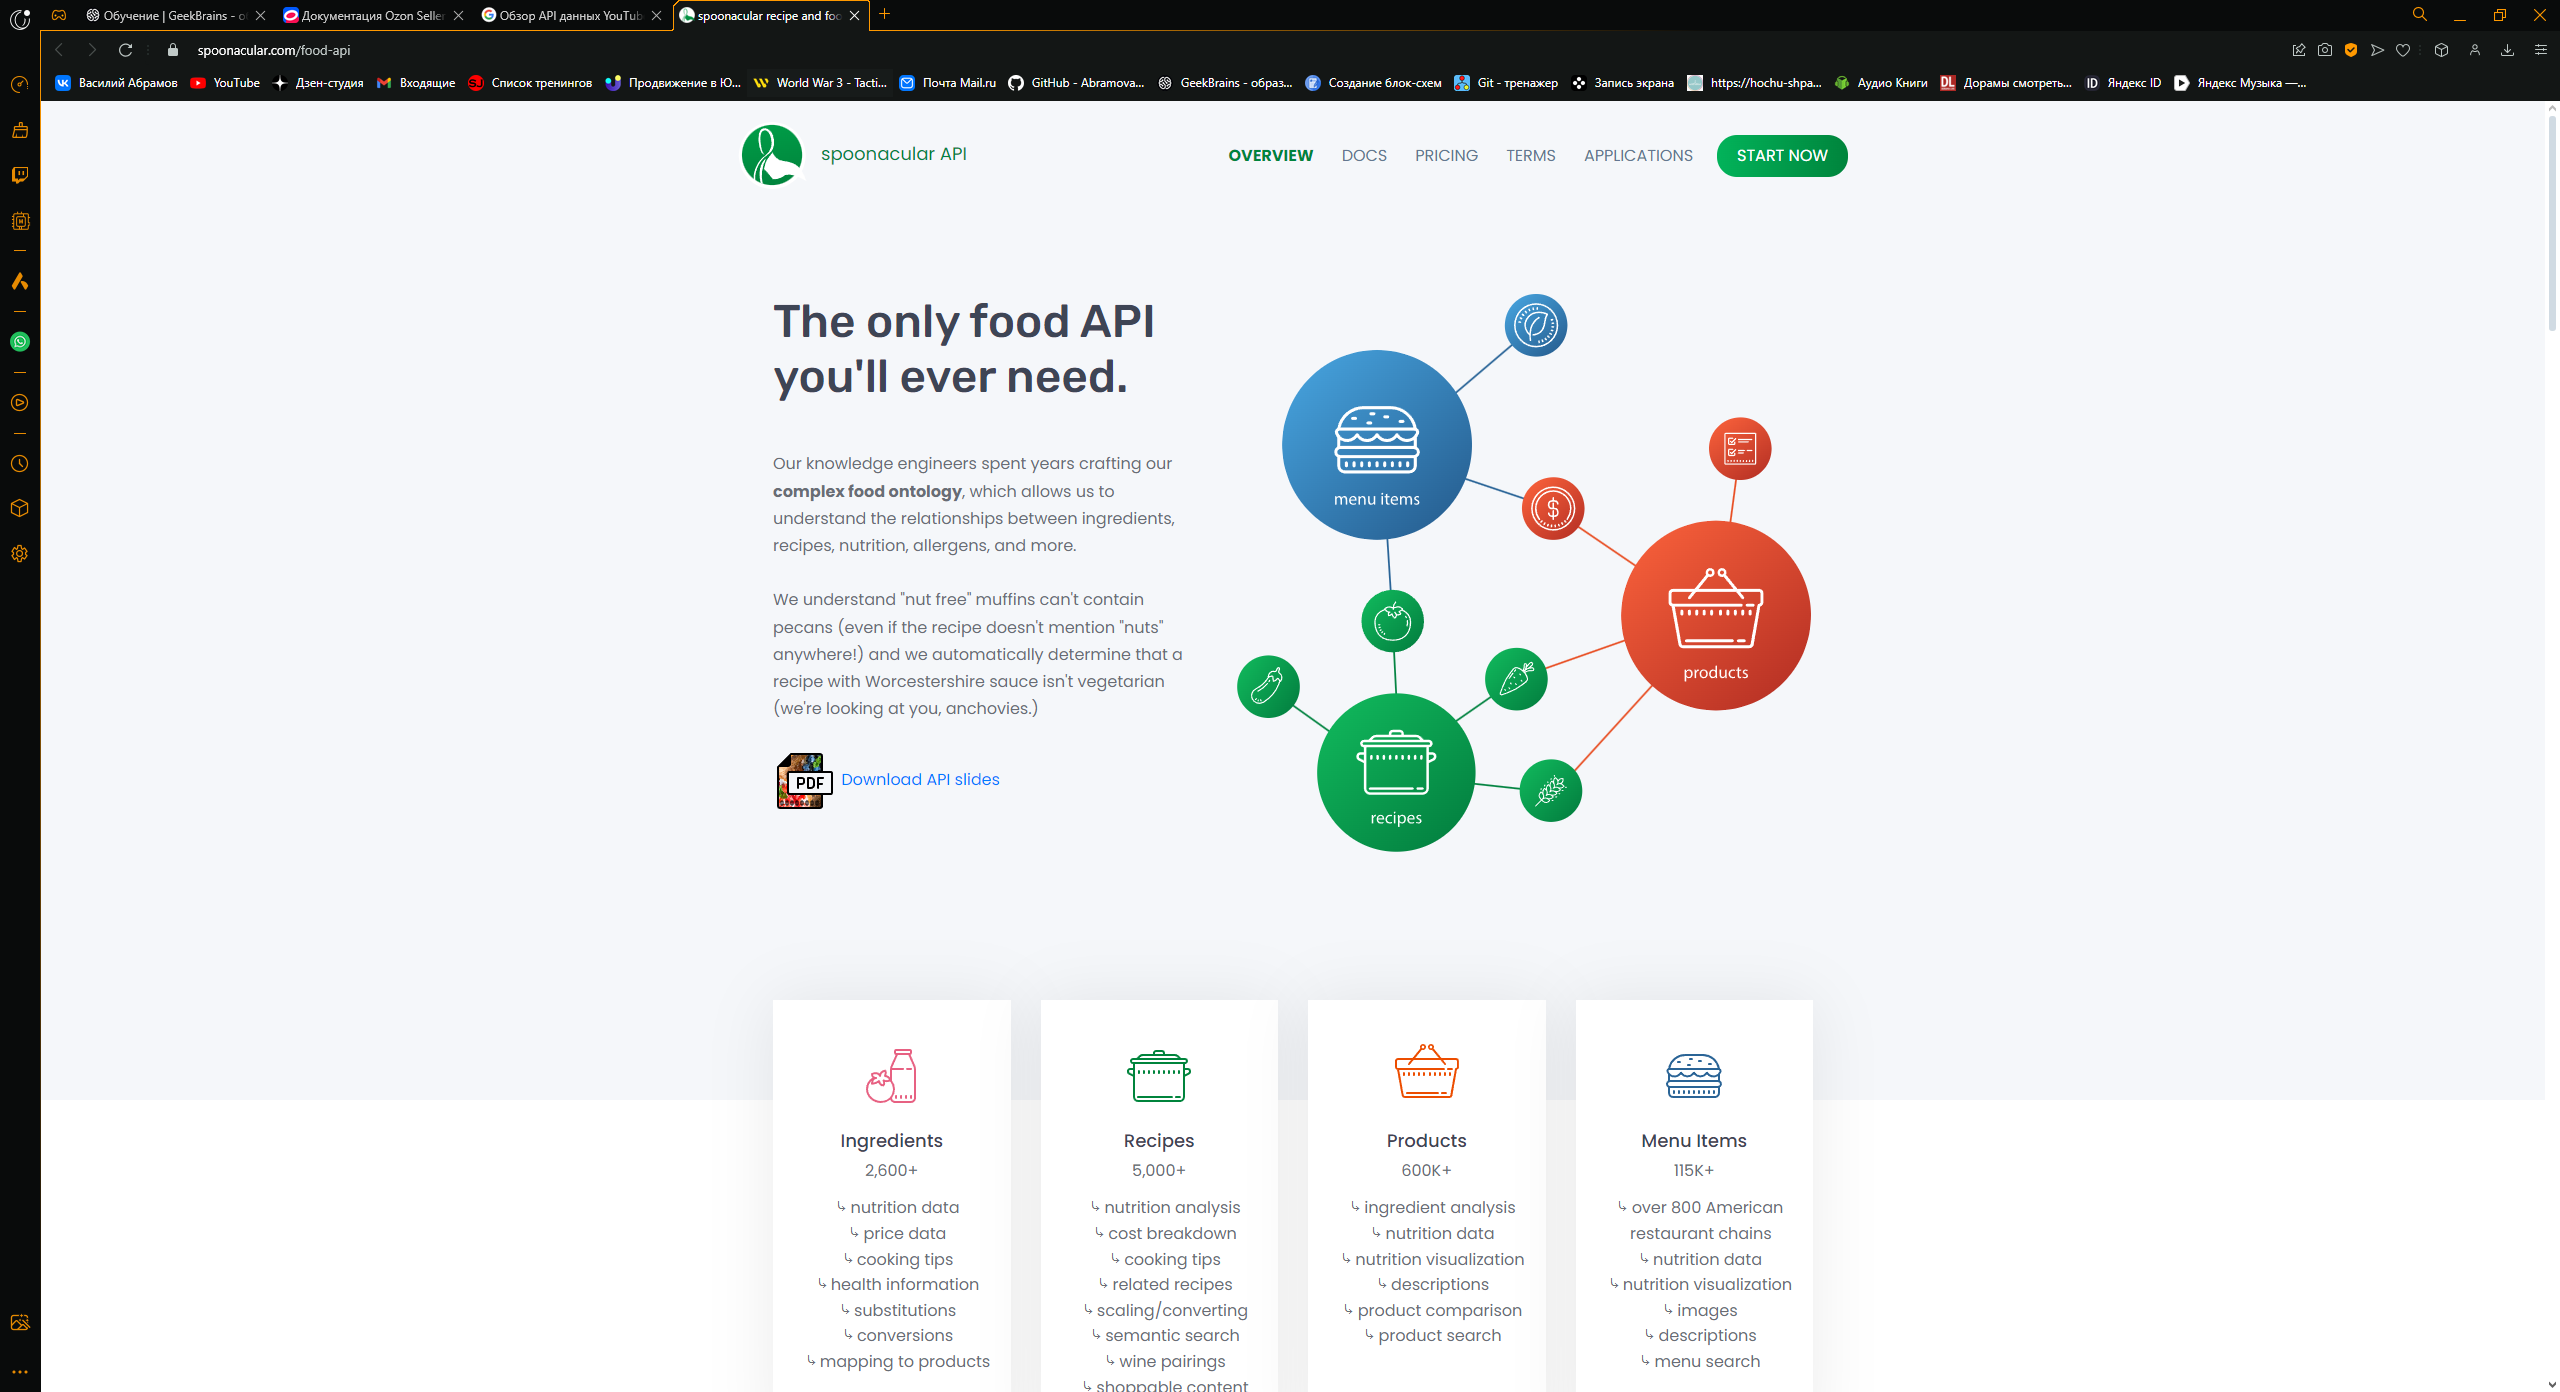 Обучение | GeekBrains - о
Документация Ozon Seller
Обзор API данных YouTub
spoonacular recipe and foo
spoonacular.com/food-api
Василий Абрамов
YouTube
Дзен-студия
Входящие
Список тренингов
Продвижение в Ю...
World War 3 - Tacti...
Почта Mail.ru
GitHub - Abramova...
GeekBrains - образ...
Создание блок-схем
Git - тренажер
Запись экрана
https://hochu-shpa...
Аудио Книги
DL Дорамы смотреть...
ID Яндекс ID
Яндекс Музыка —...
spoonacular API
OVERVIEW
DOCS
PRICING
TERMS
APPLICATIONS
START NOW
The only food API
you'll ever need.
Our knowledge engineers spent years crafting our
complex food ontology, which allows us to
understand the relationships between ingredients,
recipes, nutrition, allergens, and more.
We understand "nut free" muffins can't contain
pecans (even if the recipe doesn't mention "nuts"
anywhere!) and we automatically determine that a
recipe with Worcestershire sauce isn't vegetarian
(we're looking at you, anchovies.)
PDF
Download API slides
menu items
$
products
recipes
Ingredients
2,600+
⤷ nutrition data
⤷ price data
⤷ cooking tips
⤷ health information
⤷ substitutions
⤷ conversions
⤷ mapping to products
Recipes
5,000+
⤷ nutrition analysis
⤷ cost breakdown
⤷ cooking tips
⤷ related recipes
⤷ scaling/converting
⤷ semantic search
⤷ wine pairings
⤷ shoppable content
Products
600K+
⤷ ingredient analysis
⤷ nutrition data
⤷ nutrition visualization
⤷ descriptions
⤷ product comparison
⤷ product search
Menu Items
115K+
⤷ over 800 American
restaurant chains
⤷ nutrition data
⤷ nutrition visualization
⤷ images
⤷ descriptions
⤷ menu search